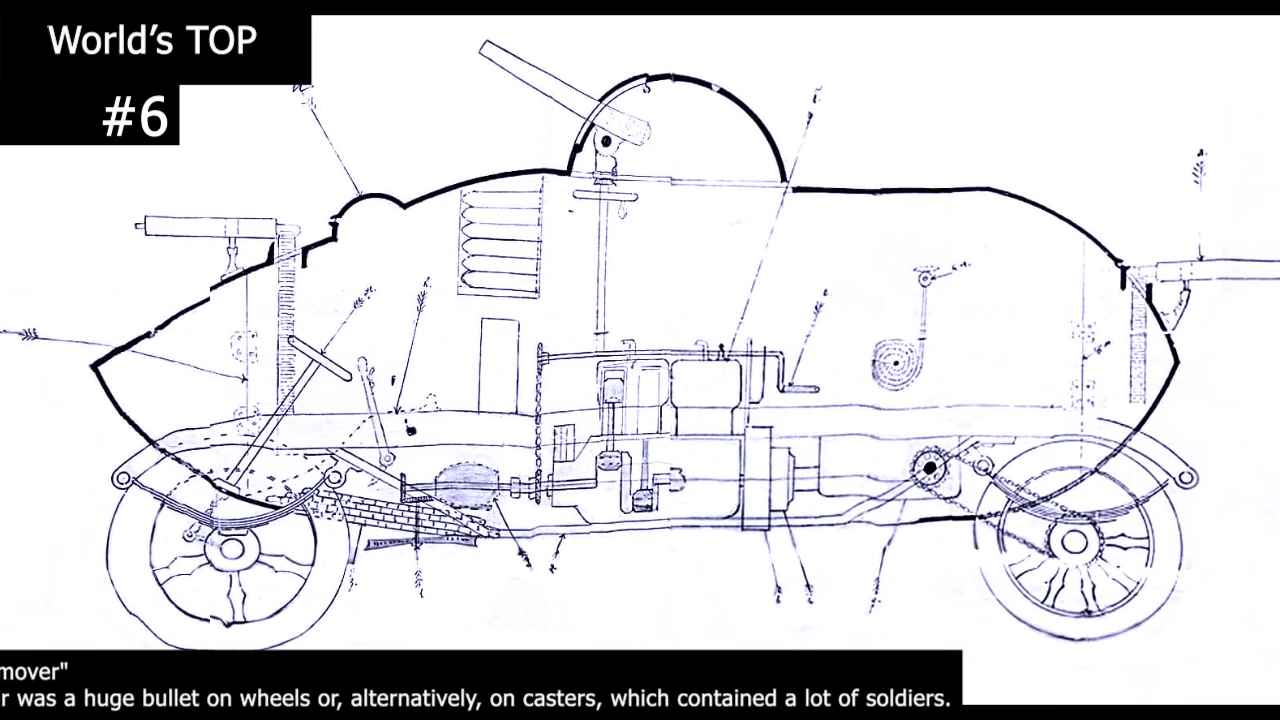 World's TOP
#6
mover"
r was a huge bullet on wheels or, alternatively, on casters, which contained a lot of soldiers.